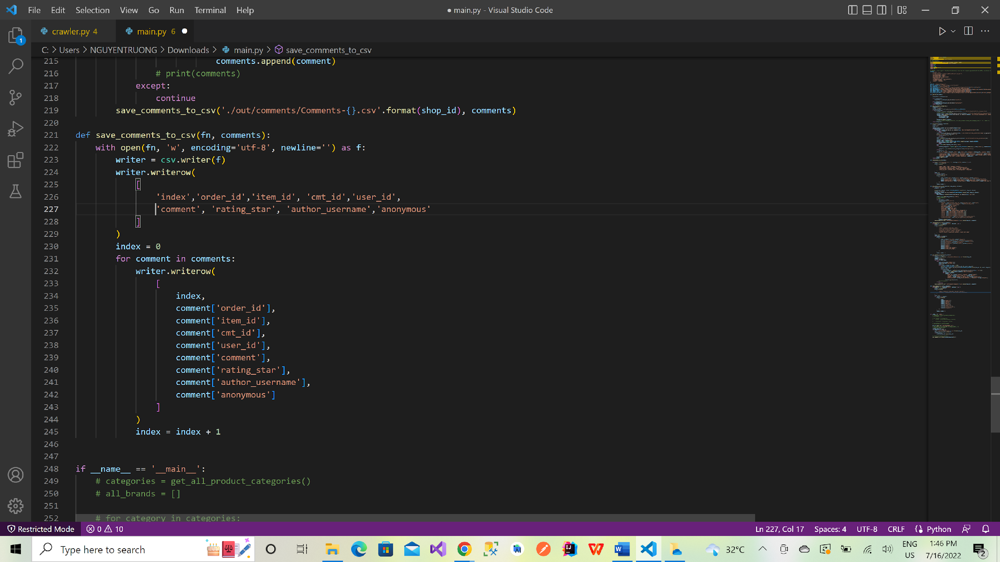 File Edit Selection View Go Run Terminal Help
● main.py - Visual Studio Code
crawler.py 4
main.py 6 ●
1
C: > Users > NGUYENTRUONG > Downloads > main.py > save_comments_to_csv
215 comments.append(comment)
216 # print(comments)
217 except:
218 continue
219 save_comments_to_csv('./out/comments/Comments-{}.csv'.format(shop_id), comments)
220
221 def save_comments_to_csv(fn, comments):
222 with open(fn, 'w', encoding='utf-8', newline='') as f:
223 writer = csv.writer(f)
224 writer.writerow(
225 [
226 'index','order_id','item_id', 'cmt_id','user_id',
227 'comment', 'rating_star', 'author_username','anonymous'
228 ]
229 )
230 index = 0
231 for comment in comments:
232 writer.writerow(
233 [
234 index,
235 comment['order_id'],
236 comment['item_id'],
237 comment['cmt_id'],
238 comment['user_id'],
239 comment['comment'],
240 comment['rating_star'],
241 comment['author_username'],
242 comment['anonymous']
243 ]
244 )
245 index = index + 1
246
247
248 if __name__ == '__main__':
249 # categories = get_all_product_categories()
250 # all_brands = []
251
252 # for category in categories:
Restricted Mode 0 10 Ln 227, Col 17 Spaces: 4 UTF-8 CRLF Python
Type here to search
32°C
ENG
US
1:46 PM
7/16/2022
2